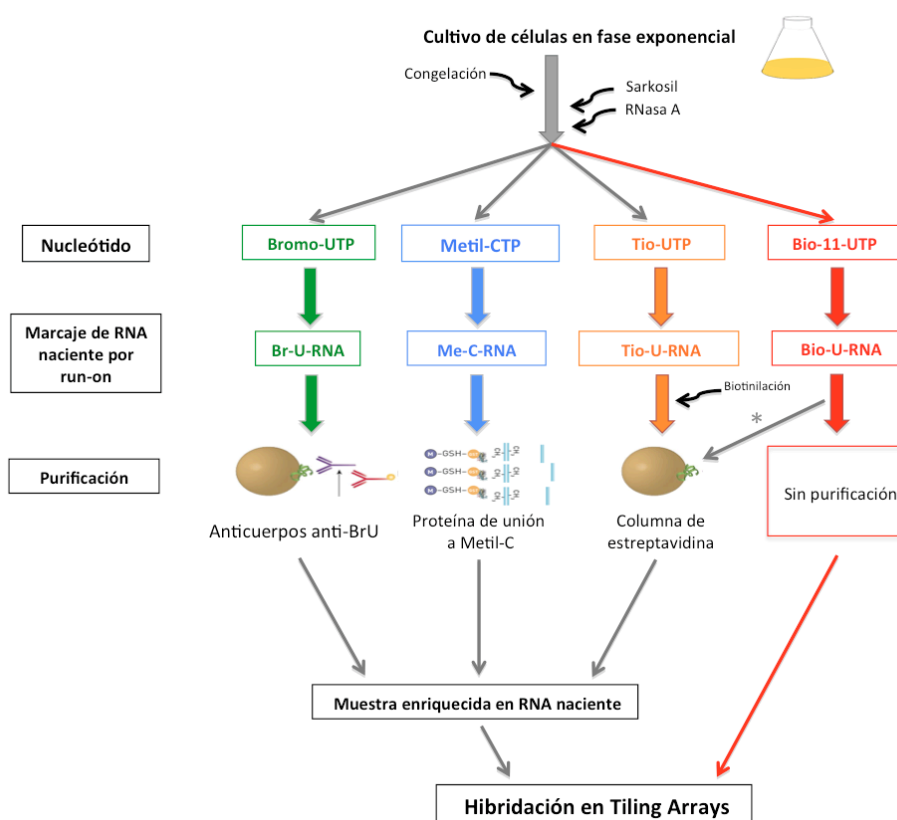 Cultivo de células en fase exponencial
Congelación
Sarkosil
RNasa A
Nucleótido
Bromo-UTP
Metil-CTP
Tio-UTP
Bio-11-UTP
Marcaje de RNA
naciente por
run-on
Br-U-RNA
Me-C-RNA
Tio-U-RNA
Bio-U-RNA
Biotinilación
*
Purificación
M-GSH-
M-GSH-
M-GSH-
Sin purificación
Anticuerpos anti-BrU
Proteína de unión
a Metil-C
Columna de
estreptavidina
Muestra enriquecida en RNA naciente
Hibridación en Tiling Arrays